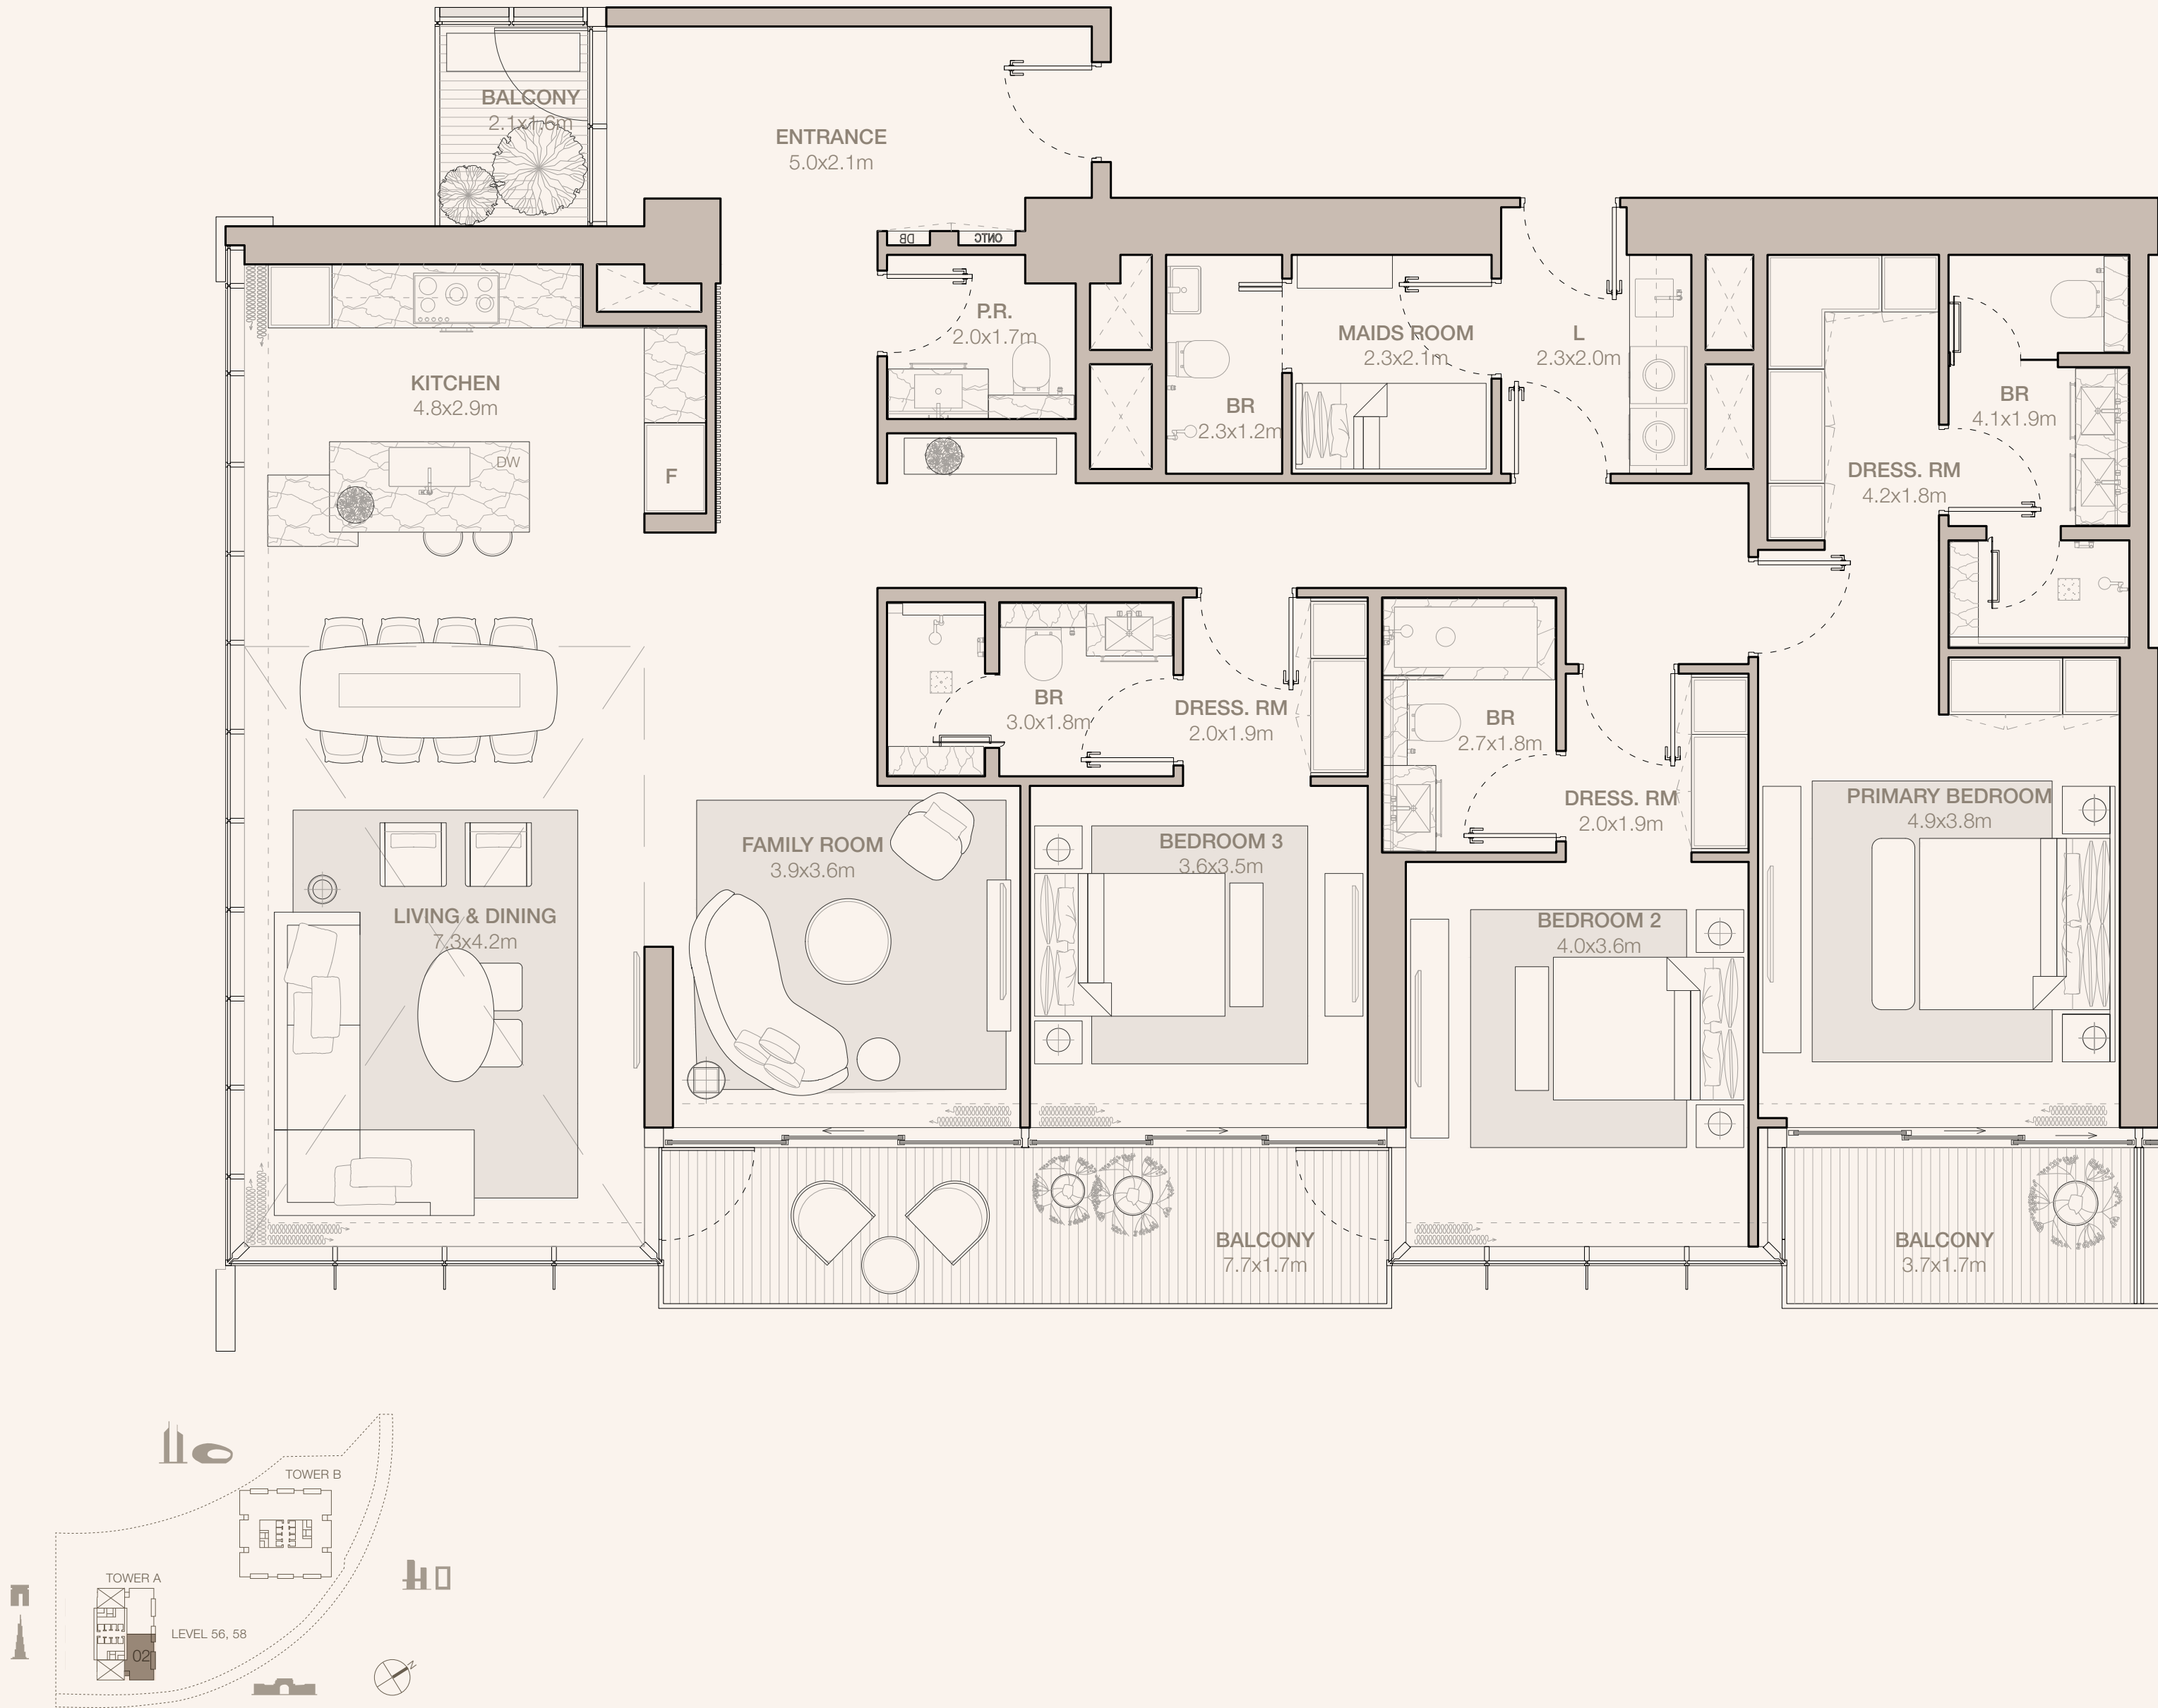 BALCONY
2.1x1.6m
ENTRANCE
5.0x2.1m
DB
ONTC
P.R.
2.0x1.7m
MAIDS ROOM
2.3x2.1m
L
2.3x2.0m
KITCHEN
4.8x2.9m
BR
2.3x1.2m
BR
4.1x1.9m
DW
F
DRESS. RM
4.2x1.8m
BR
3.0x1.8m
DRESS. RM
2.0x1.9m
BR
2.7x1.8m
DRESS. RM
2.0x1.9m
PRIMARY BEDROOM
4.9x3.8m
FAMILY ROOM
3.9x3.6m
BEDROOM 3
3.6x3.5m
LIVING & DINING
7.3x4.2m
BEDROOM 2
4.0x3.6m
BALCONY
7.7x1.7m
BALCONY
3.7x1.7m
TOWER B
TOWER A
LEVEL 56, 58
02
N